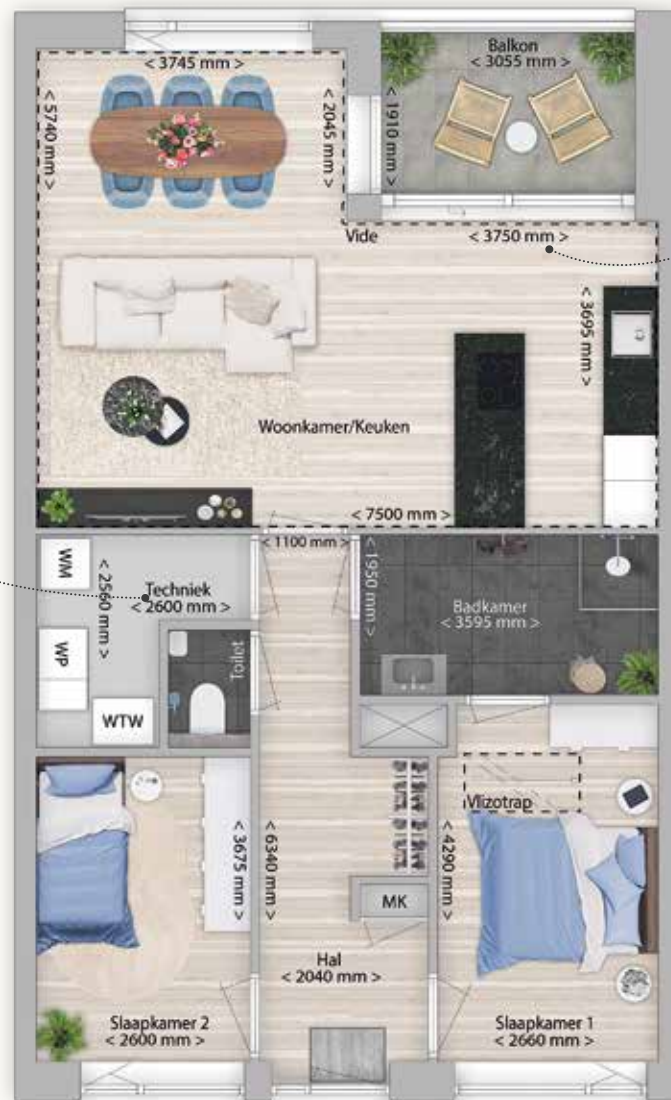 Balkon
< 3055 mm >
< 3745 mm >
< 5740 mm >
< 2045 mm >
< 1910 mm >
Vide
< 3750 mm >
< 3695 mm >
Woonkamer/Keuken
< 7500 mm >
< 1100 mm >
WM
< 2560 mm >
Techniek
< 2600 mm >
< 1950 mm >
Badkamer
< 3595 mm >
WP
Toilet
WTW
Vlizotrap
< 3675 mm >
< 6340 mm >
< 4290 mm >
MK
Hal
< 2040 mm >
Slaapkamer 2
< 2600 mm >
Slaapkamer 1
< 2660 mm >